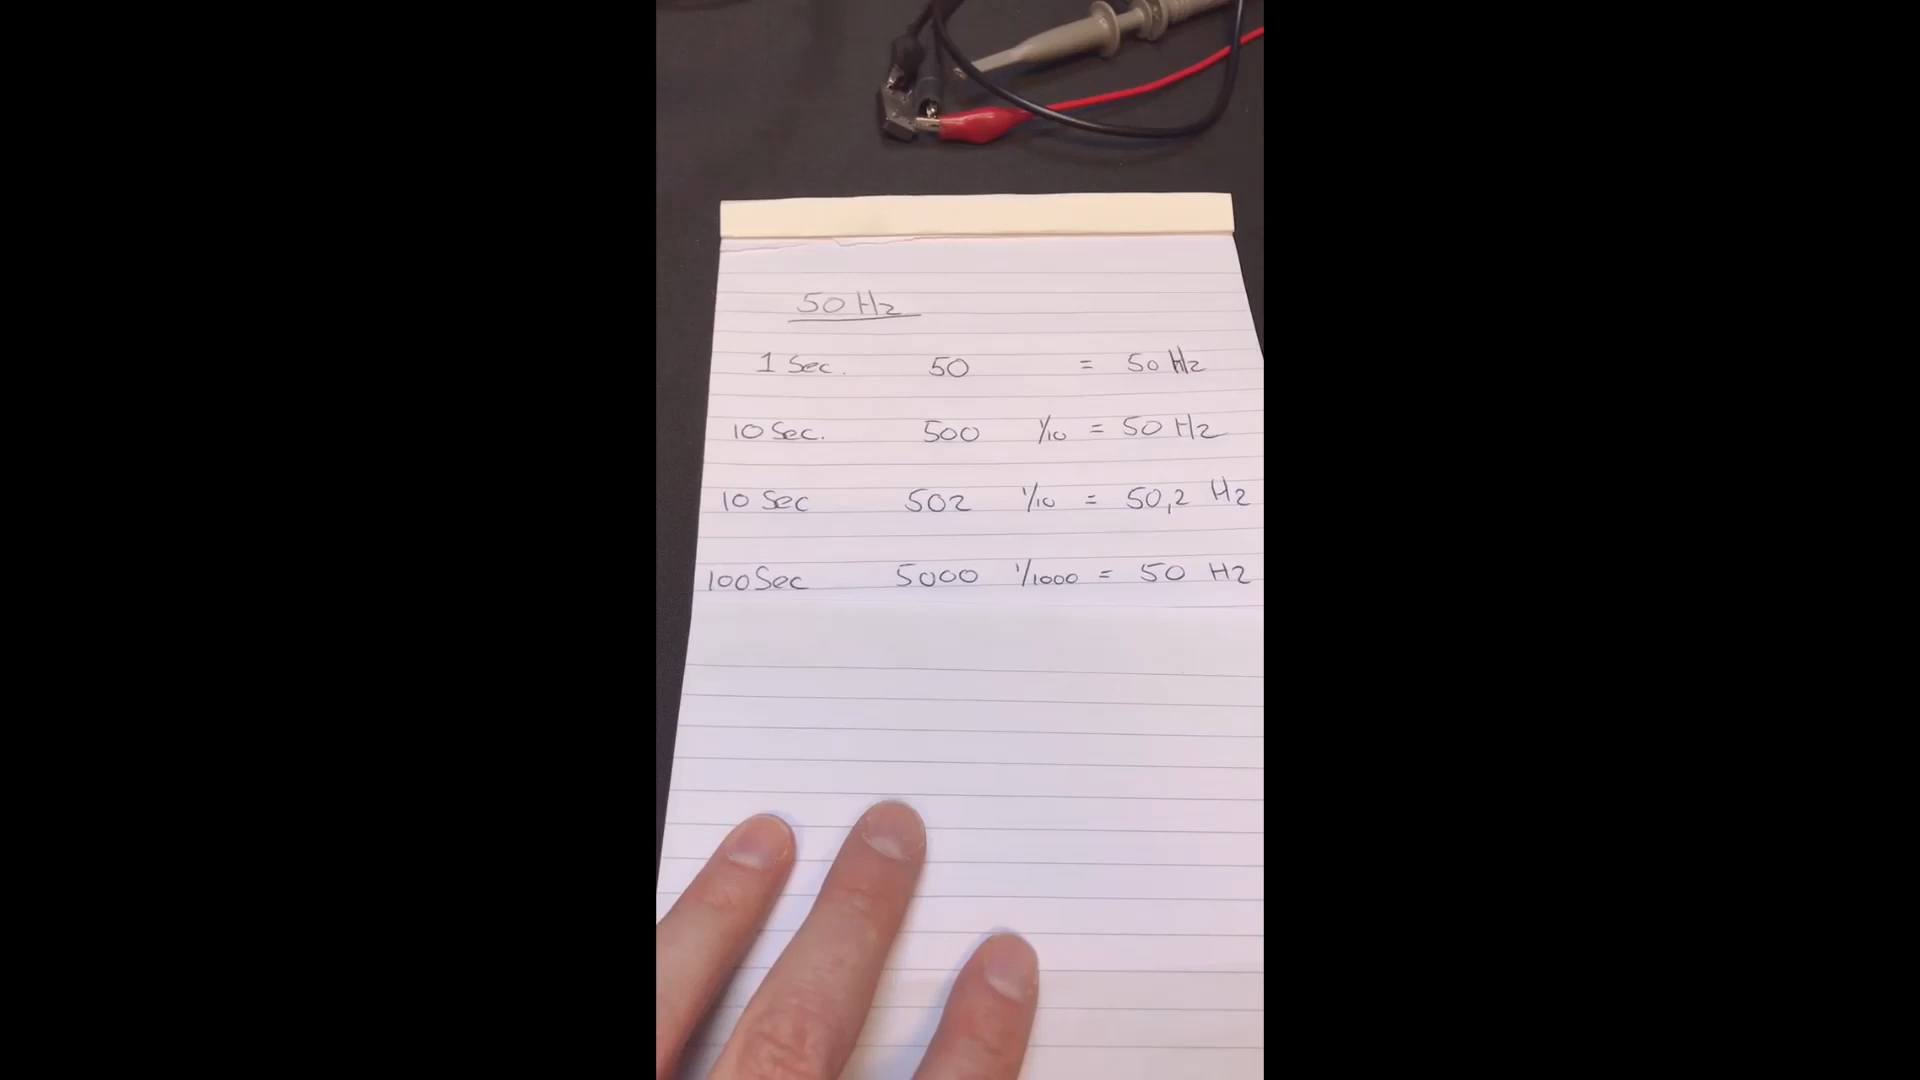 50 Hz
1 Sec. 50 = 50 Hz
10 Sec. 500 1/10 = 50 Hz
10 Sec 502 1/10 = 50,2 Hz
100 Sec 5000 1/1000 = 50 Hz